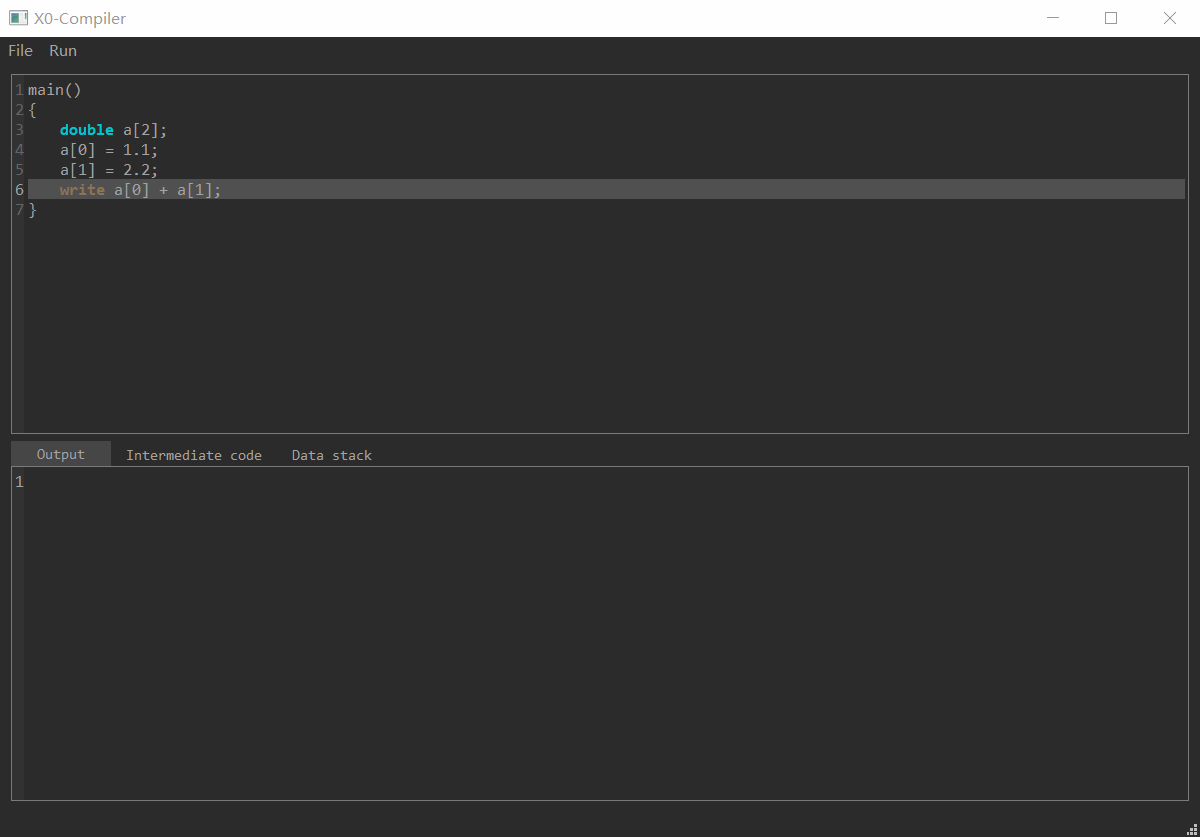 X0-Compiler
File Run
1 main()
2 {
3     double a[2];
4     a[0] = 1.1;
5     a[1] = 2.2;
6     write a[0] + a[1];
7 }
Output Intermediate code Data stack
1